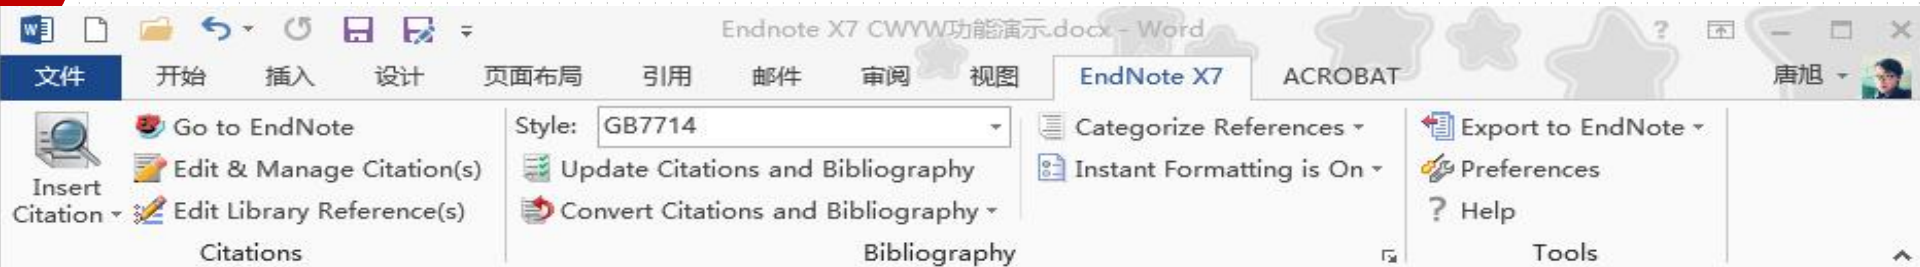 Endnote X7 CWYW功能演示.docx - Word
文件 开始 插入 设计 页面布局 引用 邮件 审阅 视图 EndNote X7 ACROBAT 唐旭
Go to EndNote Style: GB7714 Categorize References Export to EndNote
Edit & Manage Citation(s) Update Citations and Bibliography Instant Formatting is On Preferences
Insert
Citation Edit Library Reference(s) Convert Citations and Bibliography ? Help
Citations Bibliography Tools